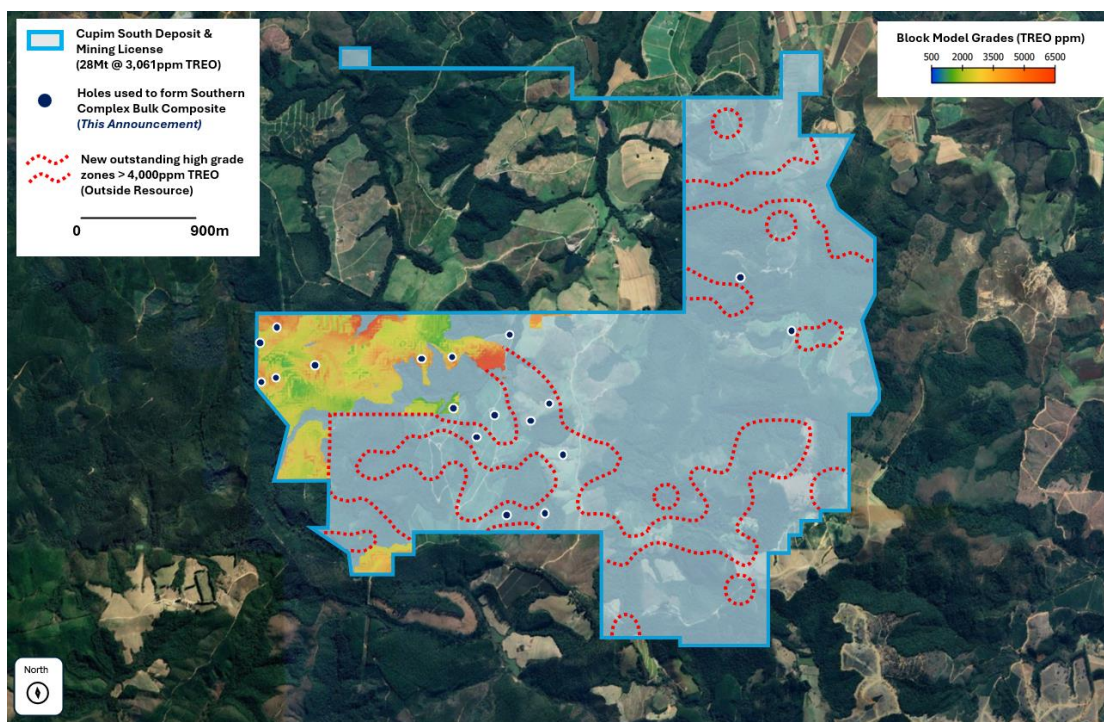 Cupim South Deposit &
Mining License
(28Mt @ 3,061ppm TREO)
Holes used to form Southern
Complex Bulk Composite
(This Announcement)
New outstanding high grade
zones > 4,000ppm TREO
(Outside Resource)
0 900m
Block Model Grades (TREO ppm)
500 2000 3500 5000 6500
North